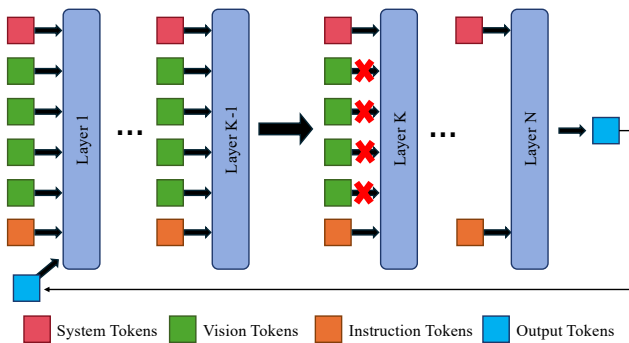 Layer 1
...
Layer K-1
Layer K
...
Layer N
System Tokens
Vision Tokens
Instruction Tokens
Output Tokens